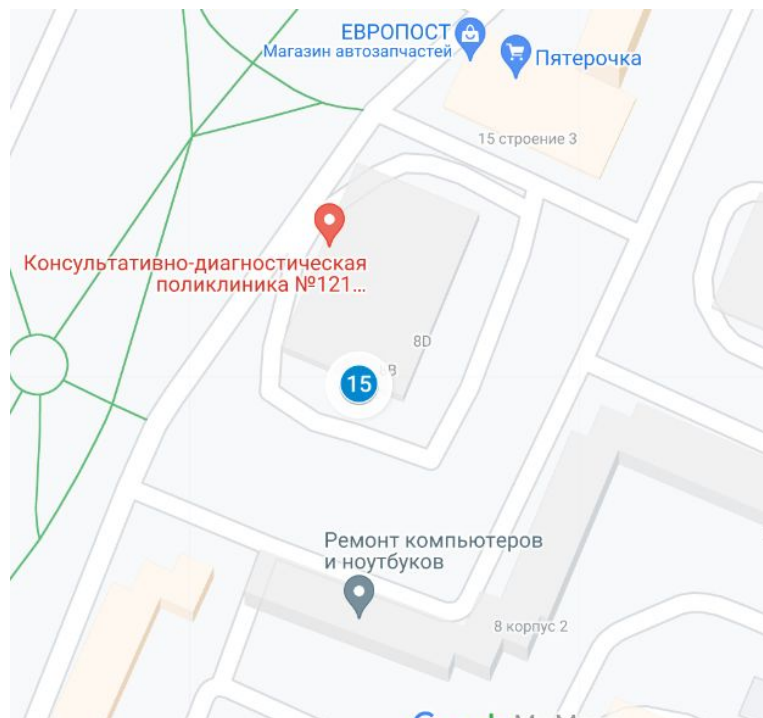 ЕВРОПОСТ
Магазин автозапчастей
Пятерочка
15 строение 3
Консультативно-диагностическая
поликлиника №121...
8D
15
Ремонт компьютеров
и ноутбуков
8 корпус 2